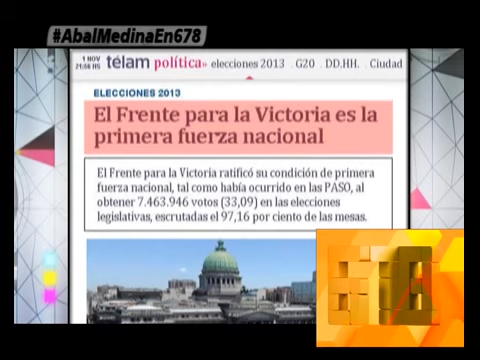 #AbalMedinaEn678
1 NOV
21:56 HS
télam política» elecciones 2013 . G20 . DD.HH. . Ciudad
ELECCIONES 2013
El Frente para la Victoria es la
primera fuerza nacional
El Frente para la Victoria ratificó su condición de primera
fuerza nacional, tal como había ocurrido en las PASO, al
obtener 7.463.946 votos (33,09) en las elecciones
legislativas, escrutadas el 97,16 por ciento de las mesas.